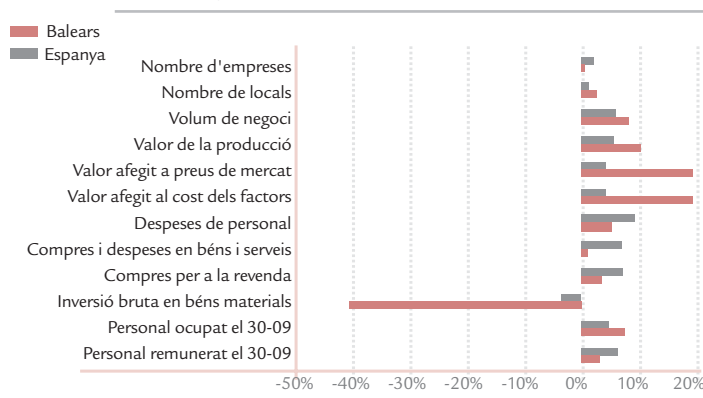 Balears
Espanya
Nombre d'empreses
Nombre de locals
Volum de negoci
Valor de la producció
Valor afegit a preus de mercat
Valor afegit al cost dels factors
Despeses de personal
Compres i despeses en béns i serveis
Compres per a la revenda
Inversió bruta en béns materials
Personal ocupat el 30-09
Personal remunerat el 30-09
-50% -40% -30% -20% -10% 0% 10% 20%